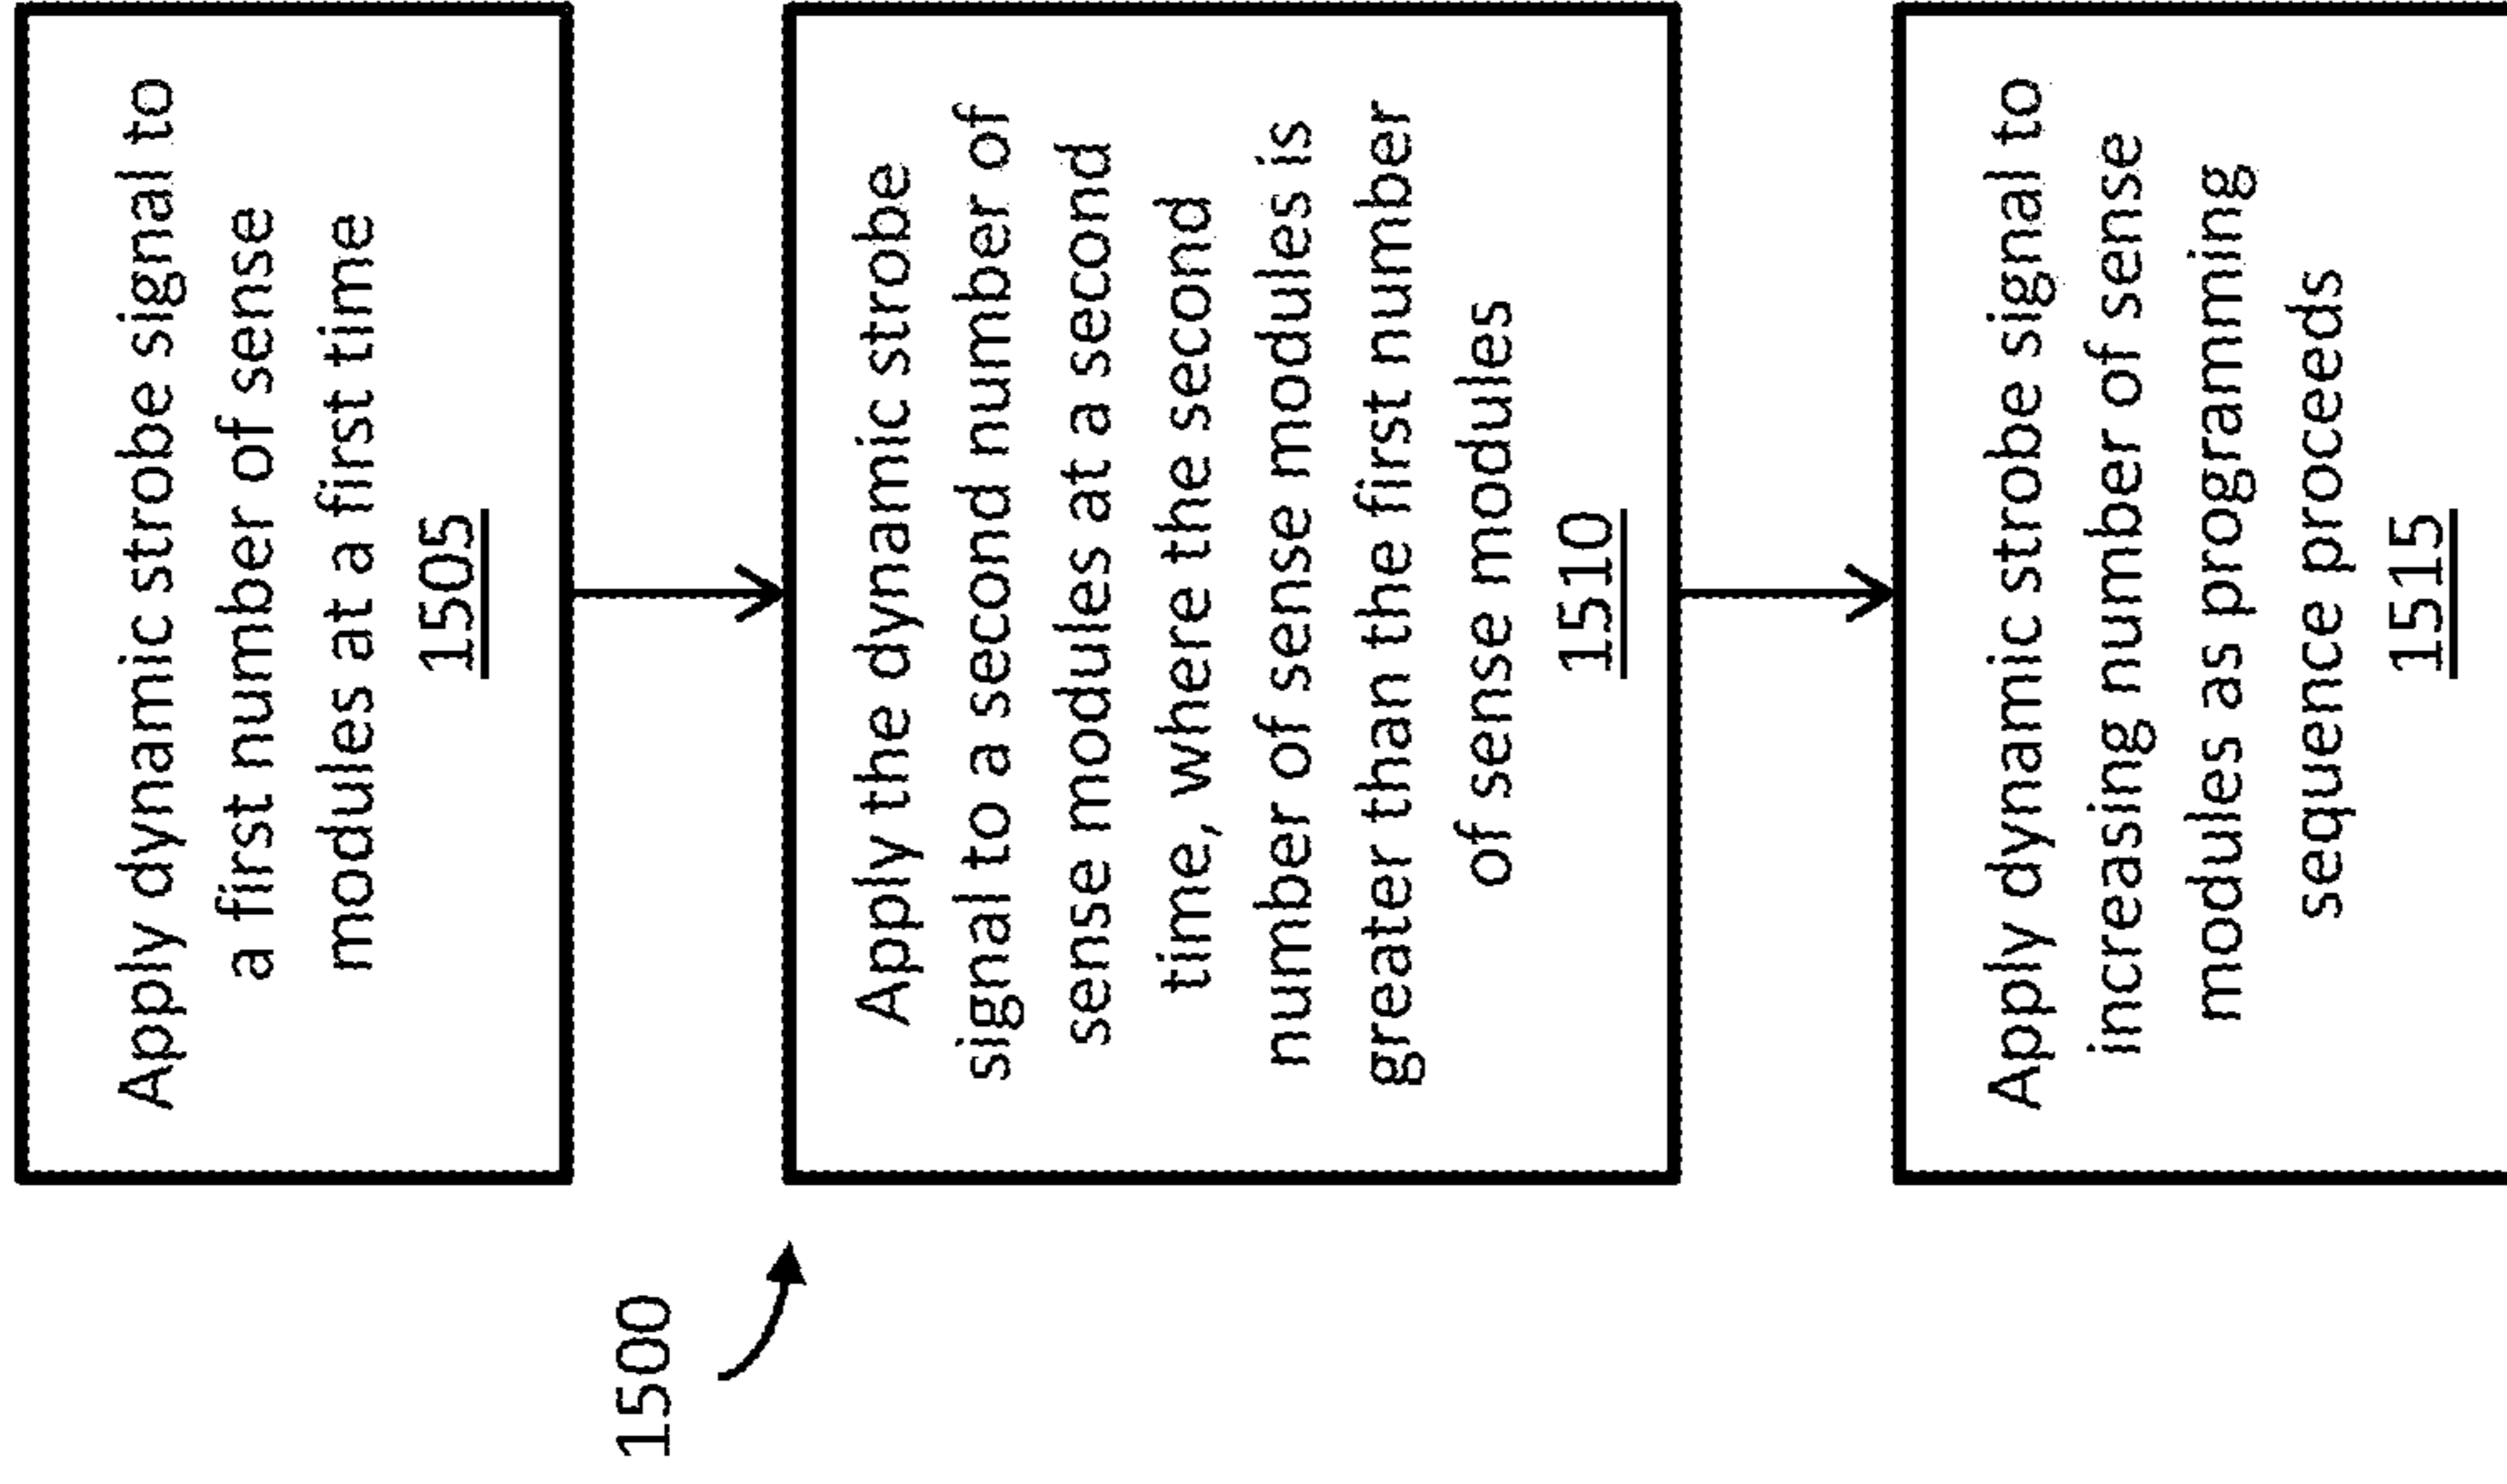 Apply dynamic strobe signal to
a first number of sense
modules at a first time
1505
1500
Apply the dynamic strobe
signal to a second number of
sense modules at a second
time, where the second
number of sense modules is
greater than the first number
of sense modules
1510
Apply dynamic strobe signal to
increasing number of sense
modules as programming
sequence proceeds
1515